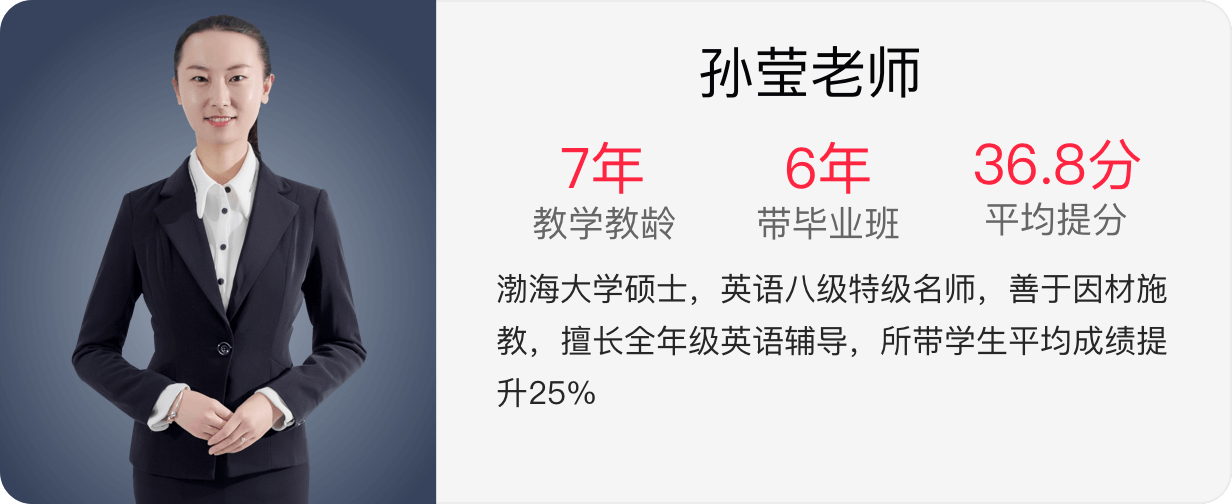 孙莹老师
7年 6年 36.8分
教学教龄 带毕业班 平均提分
渤海大学硕士，英语八级特级名师，善于因材施
教，擅长全年级英语辅导，所带学生平均成绩提
升25%